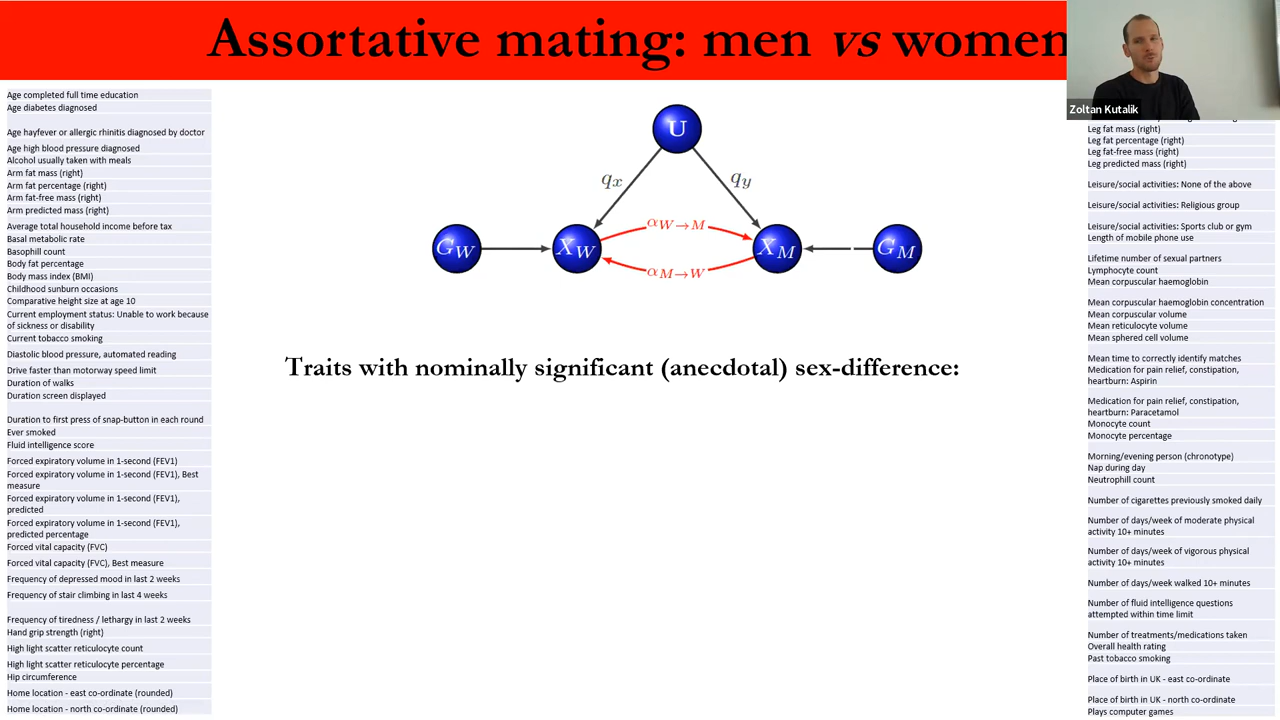 Assortative mating: men vs women
Zoltan Kutalik
Age completed full time education
Age diabetes diagnosed
Age hayfever or allergic rhinitis diagnosed by doctor
Age high blood pressure diagnosed
Alcohol usually taken with meals
Arm fat mass (right)
Arm fat percentage (right)
Arm fat-free mass (right)
Arm predicted mass (right)
Average total household income before tax
Basal metabolic rate
Basophill count
Body fat percentage
Body mass index (BMI)
Childhood sunburn occasions
Comparative height size at age 10
Current employment status: Unable to work because
of sickness or disability
Current tobacco smoking
Diastolic blood pressure, automated reading
Drive faster than motorway speed limit
Duration of walks
Duration screen displayed
Duration to first press of snap-button in each round
Ever smoked
Fluid intelligence score
Forced expiratory volume in 1-second (FEV1)
Forced expiratory volume in 1-second (FEV1), Best
measure
Forced expiratory volume in 1-second (FEV1),
predicted
Forced expiratory volume in 1-second (FEV1),
predicted percentage
Forced vital capacity (FVC)
Forced vital capacity (FVC), Best measure
Frequency of depressed mood in last 2 weeks
Frequency of stair climbing in last 4 weeks
Frequency of tiredness / lethargy in last 2 weeks
Hand grip strength (right)
High light scatter reticulocyte count
High light scatter reticulocyte percentage
Hip circumference
Home location - east co-ordinate (rounded)
Home location - north co-ordinate (rounded)
U
qx qy
αW→M
GW XW XM GM
αM→W
Traits with nominally significant (anecdotal) sex-difference:
Leg fat mass (right)
Leg fat percentage (right)
Leg fat-free mass (right)
Leg predicted mass (right)
Leisure/social activities: None of the above
Leisure/social activities: Religious group
Leisure/social activities: Sports club or gym
Length of mobile phone use
Lifetime number of sexual partners
Lymphocyte count
Mean corpuscular haemoglobin
Mean corpuscular haemoglobin concentration
Mean corpuscular volume
Mean reticulocyte volume
Mean sphered cell volume
Mean time to correctly identify matches
Medication for pain relief, constipation,
heartburn: Aspirin
Medication for pain relief, constipation,
heartburn: Paracetamol
Monocyte count
Monocyte percentage
Morning/evening person (chronotype)
Nap during day
Neutrophill count
Number of cigarettes previously smoked daily
Number of days/week of moderate physical
activity 10+ minutes
Number of days/week of vigorous physical
activity 10+ minutes
Number of days/week walked 10+ minutes
Number of fluid intelligence questions
attempted within time limit
Number of treatments/medications taken
Overall health rating
Past tobacco smoking
Place of birth in UK - east co-ordinate
Place of birth in UK - north co-ordinate
Plays computer games